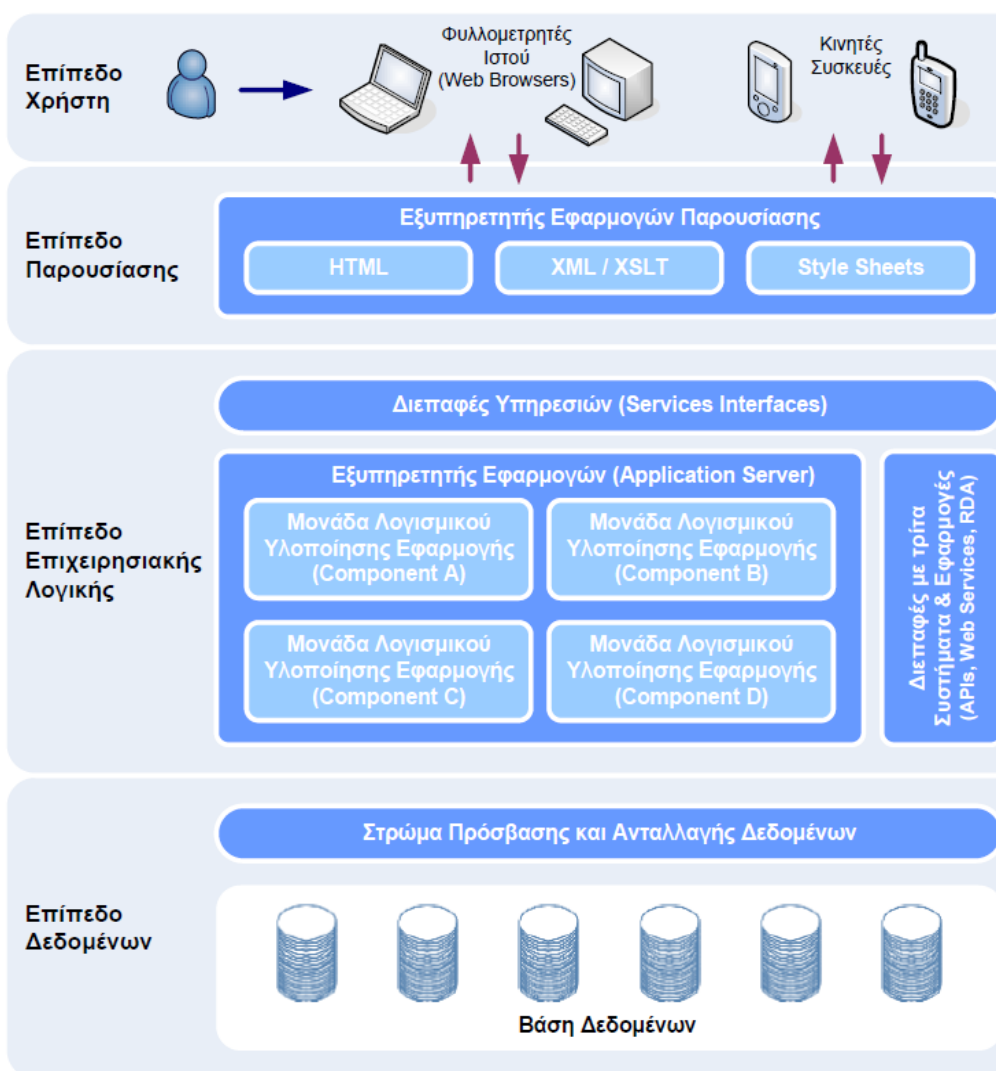 Φυλλομετρητές
Ιστού
(Web Browsers)
Κινητές
Συσκευές
Επίπεδο
Χρήστη
Εξυπηρετητής Εφαρμογών Παρουσίασης
Επίπεδο
Παρουσίασης
HTML
XML / XSLT
Style Sheets
Διεπαφές Υπηρεσιών (Services Interfaces)
Επίπεδο
Επιχειρησιακής
Λογικής
Εξυπηρετητής Εφαρμογών (Application Server)
Μονάδα Λογισμικού
Υλοποίησης Εφαρμογής
(Component A)
Μονάδα Λογισμικού
Υλοποίησης Εφαρμογής
(Component B)
Μονάδα Λογισμικού
Υλοποίησης Εφαρμογής
(Component C)
Μονάδα Λογισμικού
Υλοποίησης Εφαρμογής
(Component D)
Διεπαφές με τρίτα
Συστήματα & Εφαρμογές
(APIs, Web Services, RDA)
Στρώμα Πρόσβασης και Ανταλλαγής Δεδομένων
Επίπεδο
Δεδομένων
Βάση Δεδομένων